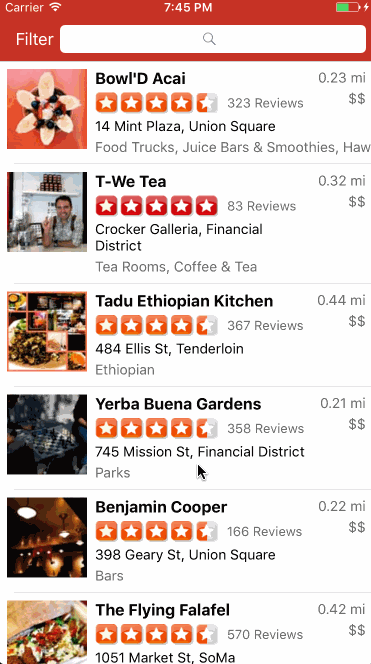 Carrier 7:45 PM
Filter
Bowl'D Acai 0.23 mi
323 Reviews $$
14 Mint Plaza, Union Square
Food Trucks, Juice Bars & Smoothies, Haw
T-We Tea 0.32 mi
83 Reviews $$
Crocker Galleria, Financial
District
Tea Rooms, Coffee & Tea
Tadu Ethiopian Kitchen 0.44 mi
367 Reviews $$
484 Ellis St, Tenderloin
Ethiopian
Yerba Buena Gardens 0.21 mi
358 Reviews $$
745 Mission St, Financial District
Parks
Benjamin Cooper 0.22 mi
166 Reviews $$
398 Geary St, Union Square
Bars
The Flying Falafel 0.42 mi
570 Reviews $$
1051 Market St, SoMa